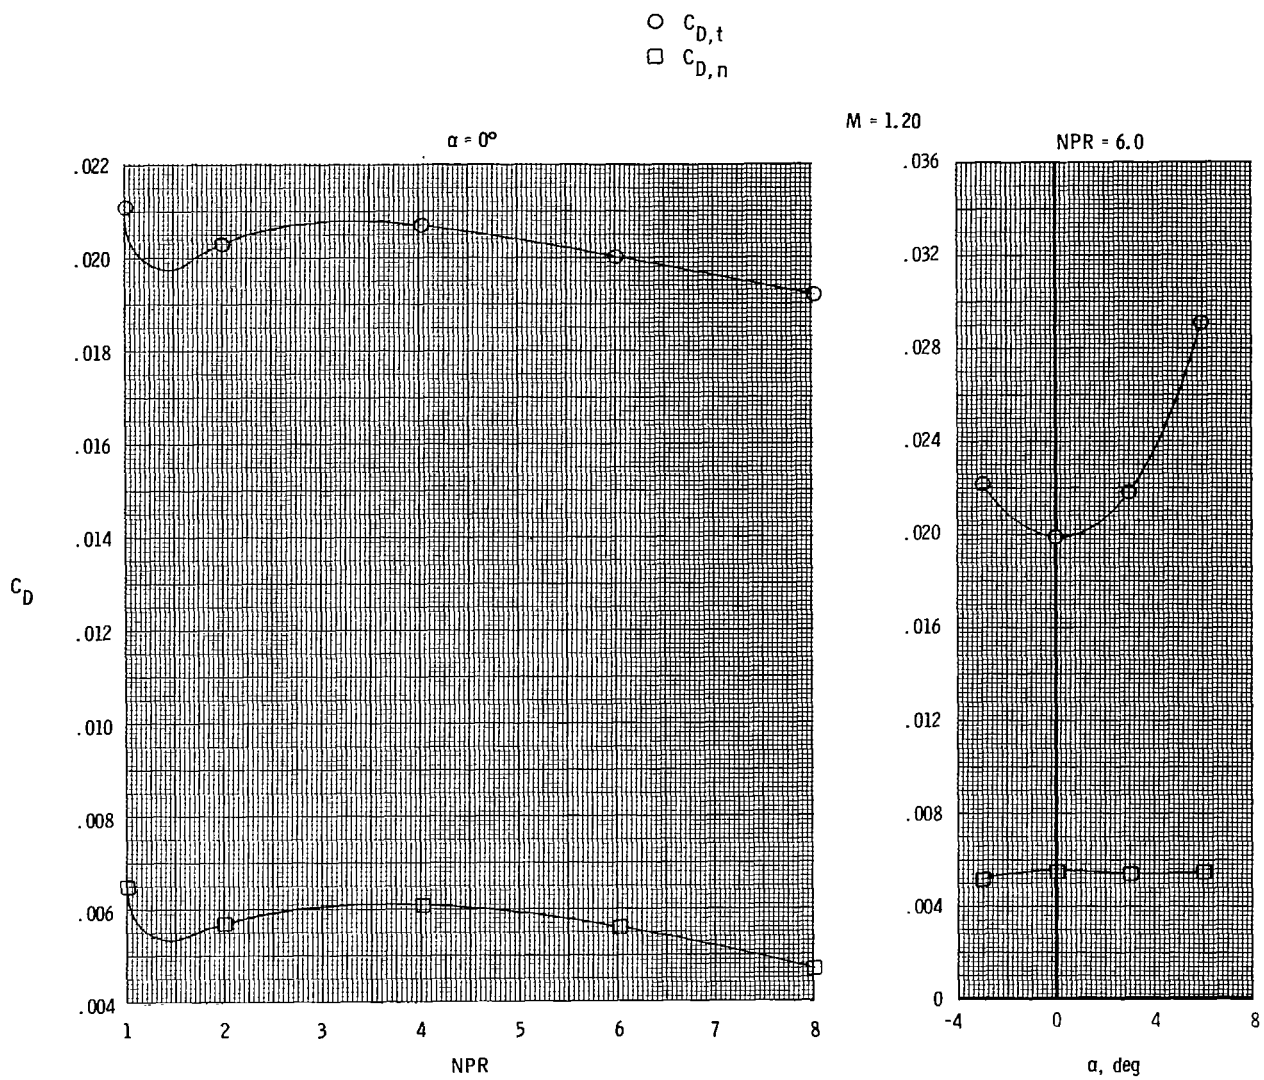 ○ C_D,t
□ C_D,n
M = 1.20
α = 0°
NPR = 6.0
.022
.020
.018
.016
.014
.012
.010
.008
.006
.004
C_D
1 2 3 4 5 6 7 8
NPR
.036
.032
.028
.024
.020
.016
.012
.008
.004
0
-4 0 4 8
α, deg